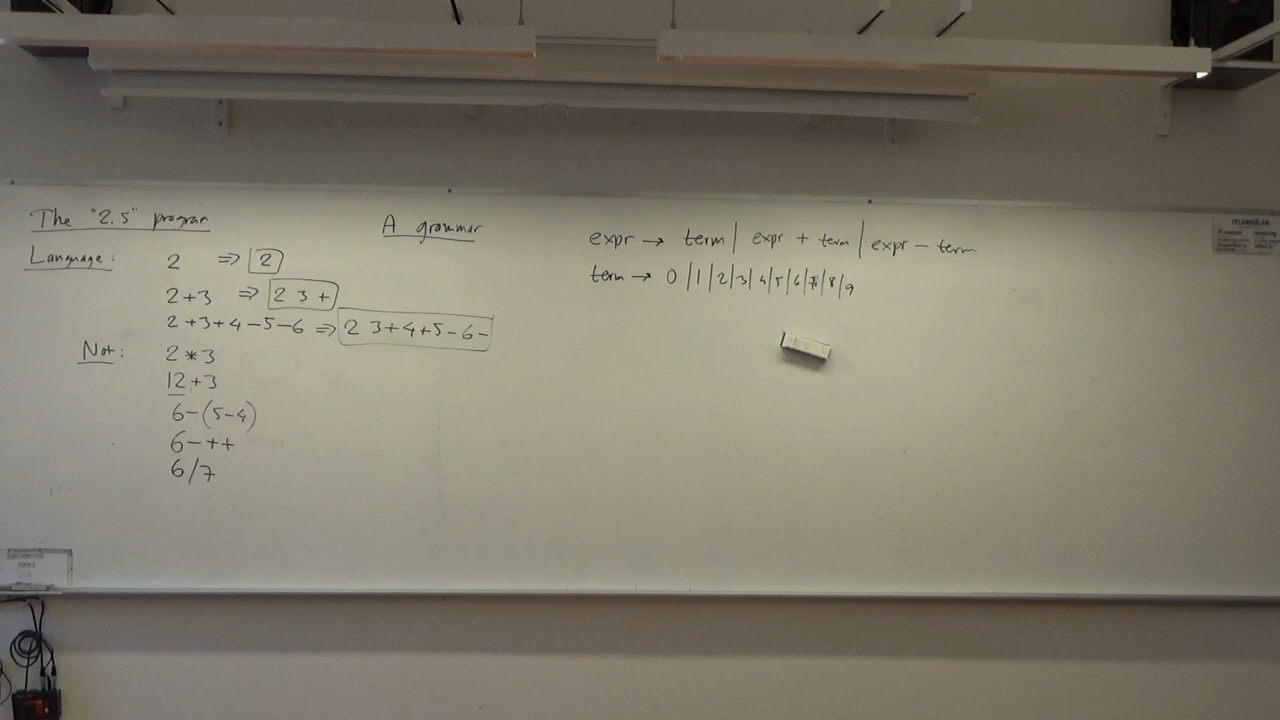 The "2.5" program
Language: 2 ⇒ 2
2+3 ⇒ 2 3 +
2+3+4-5-6 ⇒ 2 3+4+5-6-
Not: 2*3
12+3
6-(5-4)
6-++
6/7
A grammar
expr → term | expr + term | expr - term
term → 0|1|2|3|4|5|6|7|8|9
FELANMÄLAN